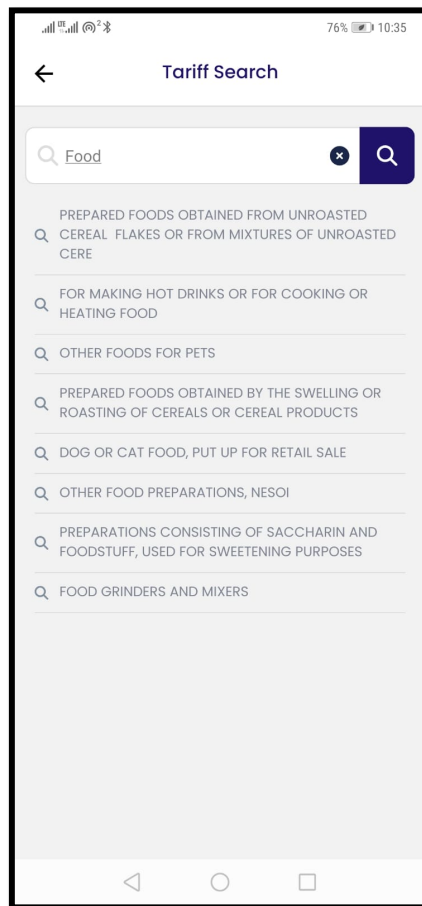 76% 10:35
Tariff Search
Food
PREPARED FOODS OBTAINED FROM UNROASTED
CEREAL FLAKES OR FROM MIXTURES OF UNROASTED
CERE
FOR MAKING HOT DRINKS OR FOR COOKING OR
HEATING FOOD
OTHER FOODS FOR PETS
PREPARED FOODS OBTAINED BY THE SWELLING OR
ROASTING OF CEREALS OR CEREAL PRODUCTS
DOG OR CAT FOOD, PUT UP FOR RETAIL SALE
OTHER FOOD PREPARATIONS, NESOI
PREPARATIONS CONSISTING OF SACCHARIN AND
FOODSTUFF, USED FOR SWEETENING PURPOSES
FOOD GRINDERS AND MIXERS